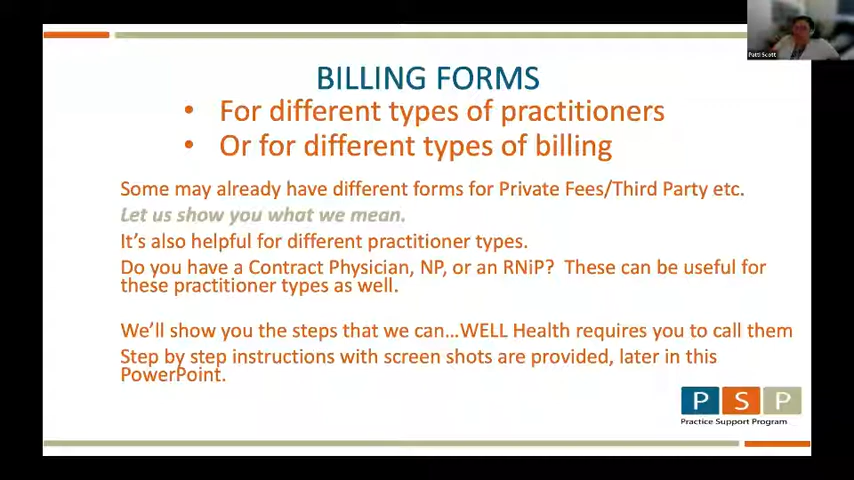 Patti Scott
BILLING FORMS
• For different types of practitioners
• Or for different types of billing
Some may already have different forms for Private Fees/Third Party etc.
Let us show you what we mean.
It's also helpful for different practitioner types.
Do you have a Contract Physician, NP, or an RNiP? These can be useful for
these practitioner types as well.
We'll show you the steps that we can...WELL Health requires you to call them
Step by step instructions with screen shots are provided, later in this
PowerPoint.
P S P
Practice Support Program